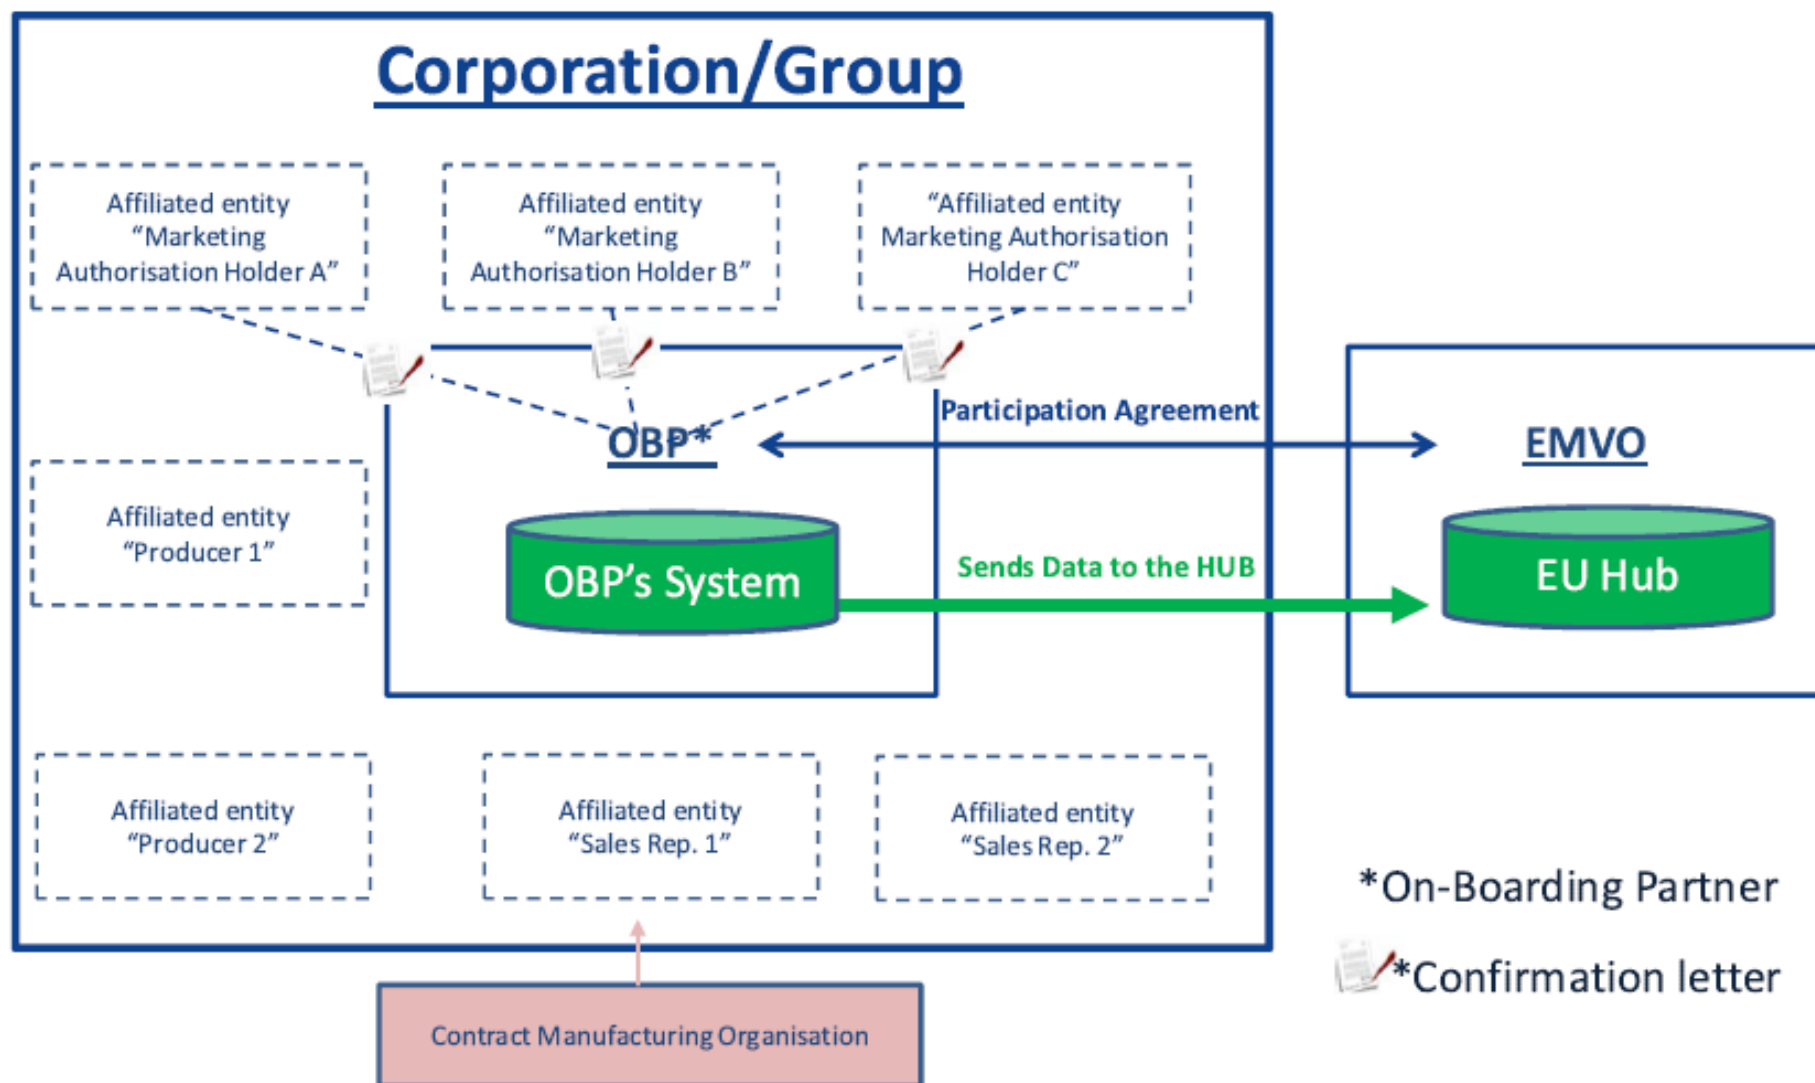 Corporation/Group
Affiliated entity
“Marketing
Authorisation Holder A”
Affiliated entity
“Marketing
Authorisation Holder B”
“Affiliated entity
Marketing Authorisation
Holder C”
Participation Agreement
OBP*
EMVO
Affiliated entity
“Producer 1”
OBP’s System
Sends Data to the HUB
EU Hub
Affiliated entity
“Producer 2”
Affiliated entity
“Sales Rep. 1”
Affiliated entity
“Sales Rep. 2”
*On-Boarding Partner
*Confirmation letter
Contract Manufacturing Organisation